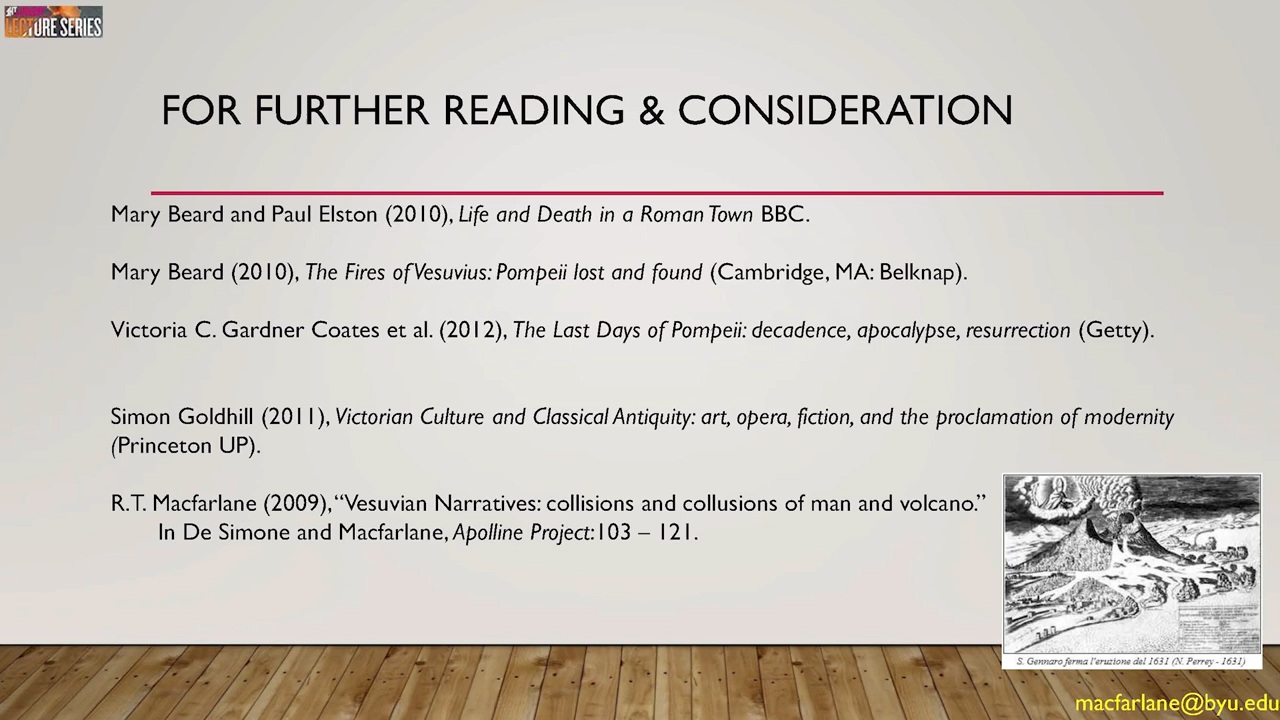 LECTURE SERIES
FOR FURTHER READING & CONSIDERATION
Mary Beard and Paul Elston (2010), Life and Death in a Roman Town BBC.
Mary Beard (2010), The Fires of Vesuvius: Pompeii lost and found (Cambridge, MA: Belknap).
Victoria C. Gardner Coates et al. (2012), The Last Days of Pompeii: decadence, apocalypse, resurrection (Getty).
Simon Goldhill (2011), Victorian Culture and Classical Antiquity: art, opera, fiction, and the proclamation of modernity
(Princeton UP).
R.T. Macfarlane (2009), “Vesuvian Narratives: collisions and collusions of man and volcano.”
In De Simone and Macfarlane, Apolline Project:103 – 121.
S. Gennaro ferma l'eruzione del 1631 (N. Perrey - 1631)
macfarlane@byu.edu